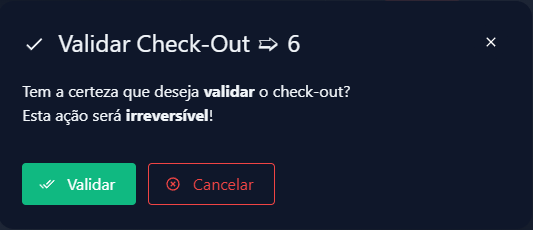 Validar Check-Out ➯ 6
Tem a certeza que deseja validar o check-out?
Esta ação será irreversível!
Validar
Cancelar